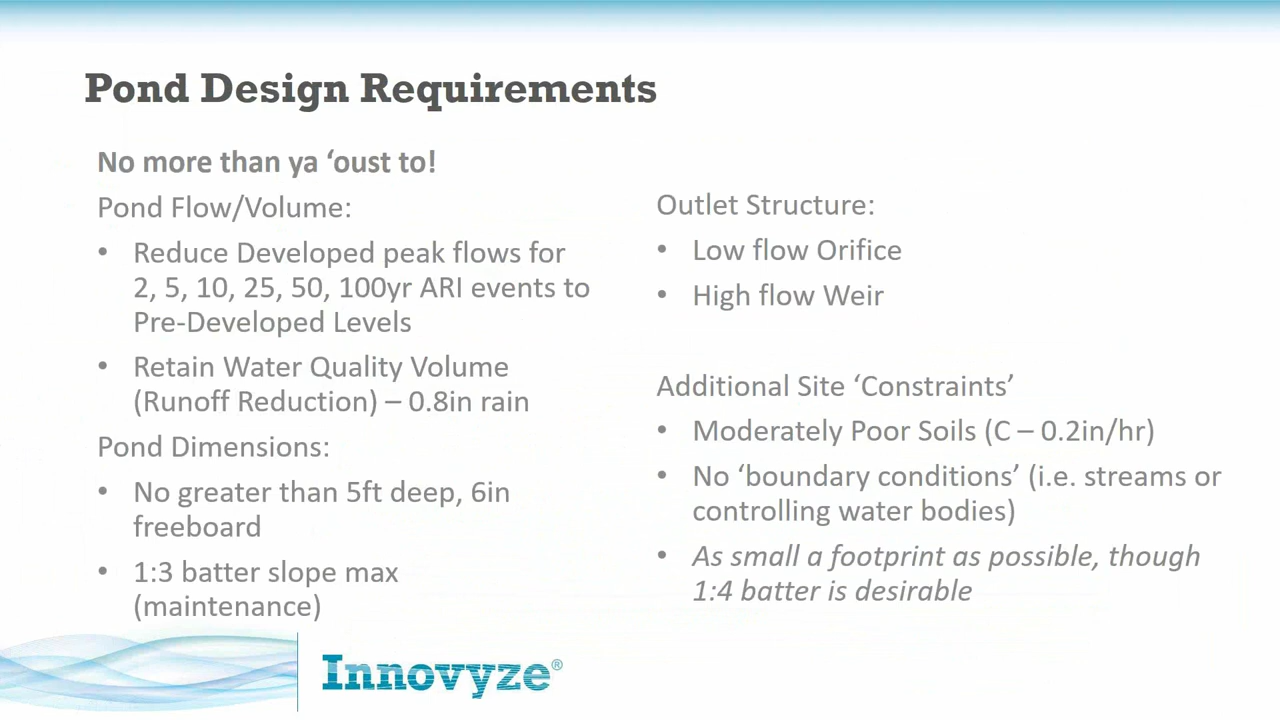 Pond Design Requirements
No more than ya ‘oust to!
Pond Flow/Volume:
• Reduce Developed peak flows for
2, 5, 10, 25, 50, 100yr ARI events to
Pre-Developed Levels
• Retain Water Quality Volume
(Runoff Reduction) – 0.8in rain
Pond Dimensions:
• No greater than 5ft deep, 6in
freeboard
• 1:3 batter slope max
(maintenance)
Outlet Structure:
• Low flow Orifice
• High flow Weir
Additional Site ‘Constraints’
• Moderately Poor Soils (C – 0.2in/hr)
• No ‘boundary conditions’ (i.e. streams or
controlling water bodies)
• As small a footprint as possible, though
1:4 batter is desirable
Innovyze®